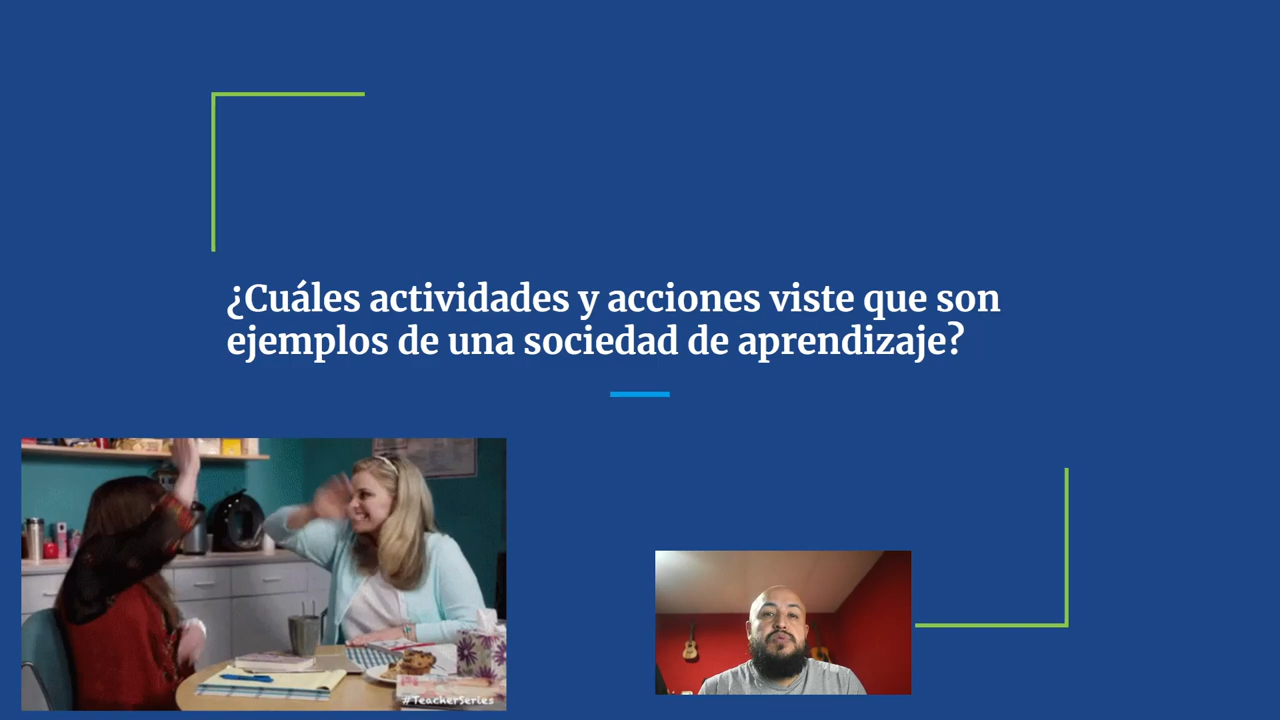 ¿Cuáles actividades y acciones viste que son
ejemplos de una sociedad de aprendizaje?
#TeacherSeries